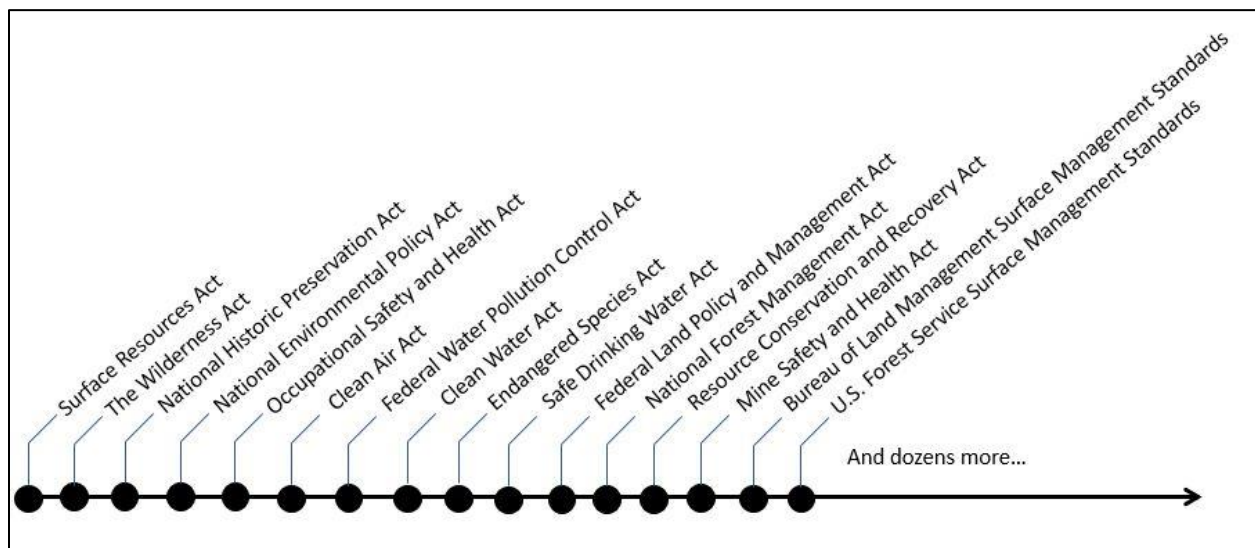 Surface Resources Act
The Wilderness Act
National Historic Preservation Act
National Environmental Policy Act
Occupational Safety and Health Act
Clean Air Act
Federal Water Pollution Control Act
Clean Water Act
Endangered Species Act
Safe Drinking Water Act
Federal Land Policy and Management Act
National Forest Management Act
Resource Conservation and Recovery Act
Mine Safety and Health Act
Bureau of Land Management Surface Management Standards
U.S. Forest Service Surface Management Standards
And dozens more...